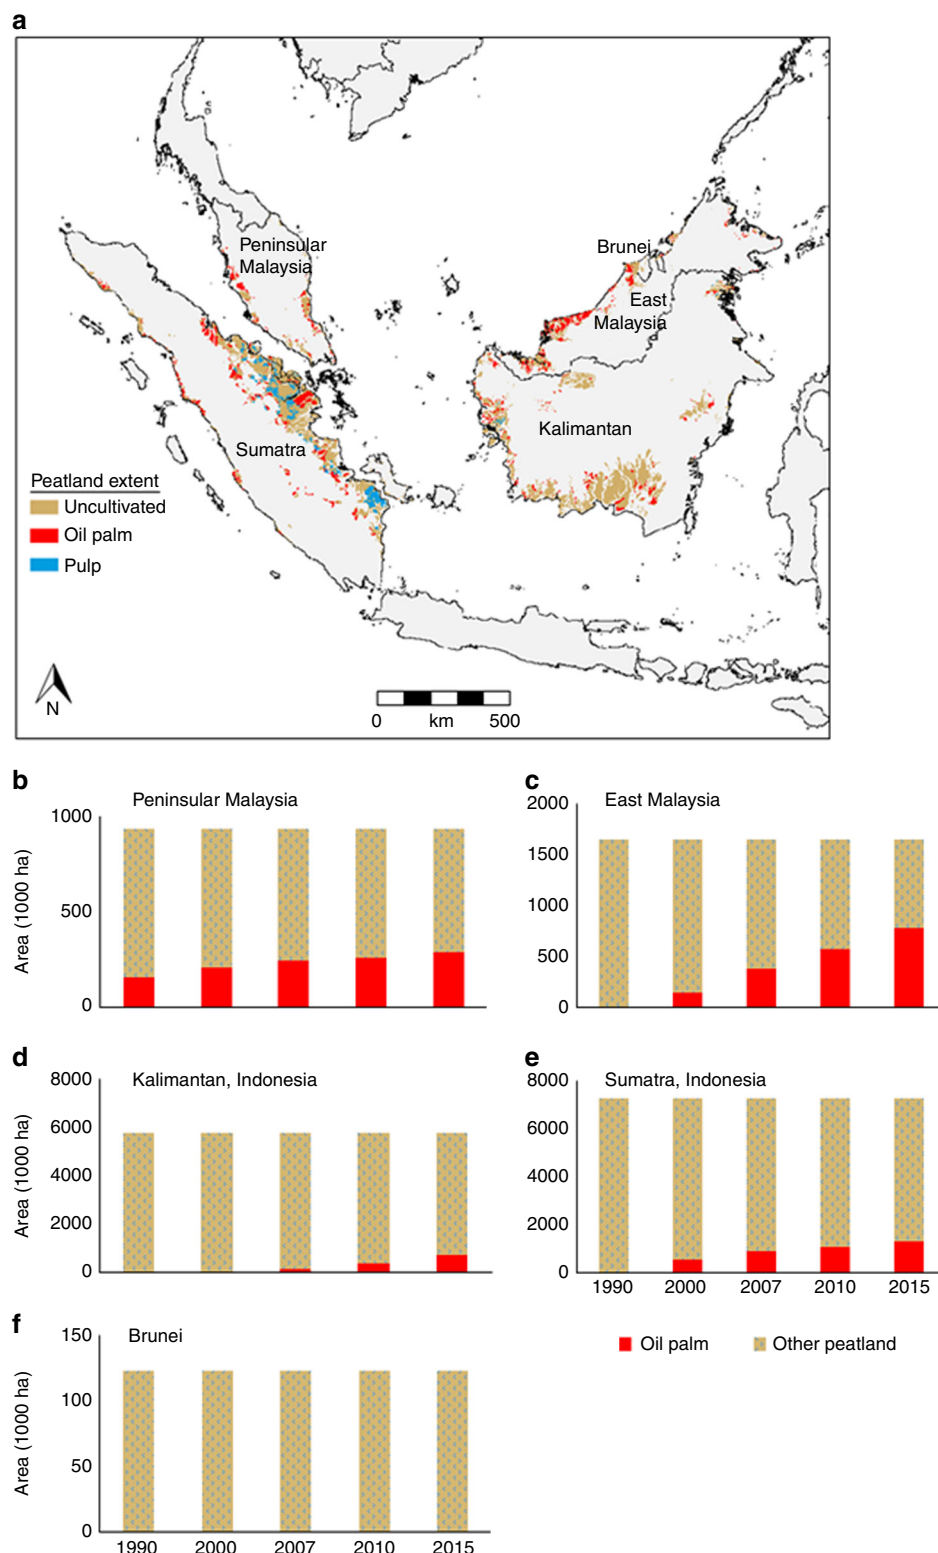 a
Peninsular
Malaysia
Brunei
East
Malaysia
Kalimantan
Sumatra
Peatland extent
Uncultivated
Oil palm
Pulp
N
0 km 500
b
Peninsular Malaysia
1000
500
0
Area (1000 ha)
c
East Malaysia
2000
1500
1000
500
0
d
Kalimantan, Indonesia
8000
6000
4000
2000
0
Area (1000 ha)
e
Sumatra, Indonesia
8000
6000
4000
2000
0
1990 2000 2007 2010 2015
f
Brunei
150
100
50
0
Area (1000 ha)
1990 2000 2007 2010 2015
Oil palm
Other peatland